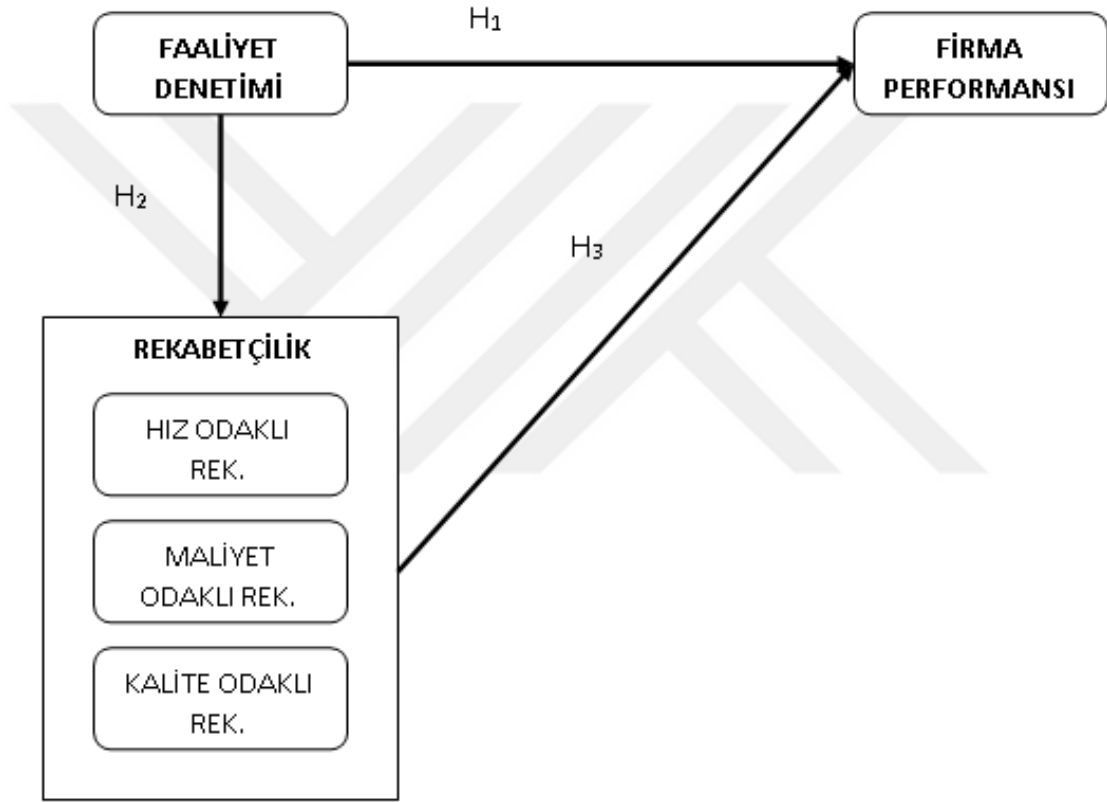 H₁
FAALİYET
DENETİMİ
FİRMA
PERFORMANSI
H₂
H₃
REKABETÇİLİK
HIZ ODAKLI
REK.
MALİYET
ODAKLI REK.
KALİTE ODAKLI
REK.